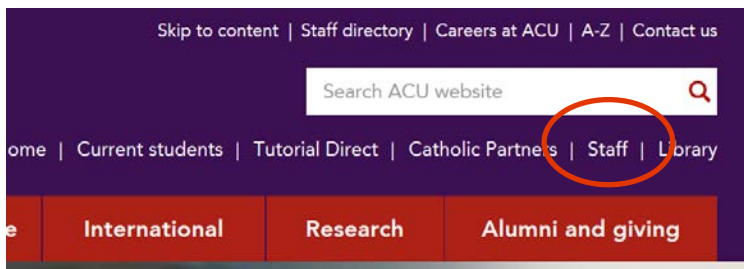 Skip to content | Staff directory | Careers at ACU | A-Z | Contact us
Search ACU website
ome | Current students | Tutorial Direct | Catholic Partners | Staff | Library
e International Research Alumni and giving